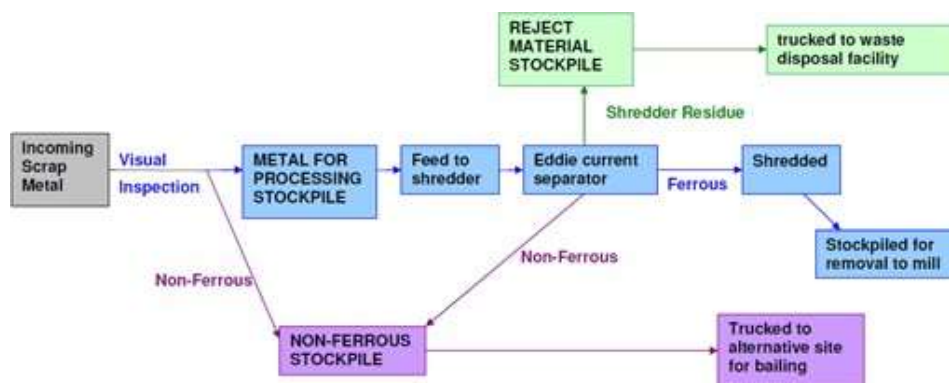 REJECT
MATERIAL
STOCKPILE
trucked to waste
disposal facility
Shredder Residue
Incoming
Scrap
Metal
Visual
Inspection
METAL FOR
PROCESSING
STOCKPILE
Feed to
shredder
Eddie current
separator
Ferrous
Shredded
Stockpiled for
removal to mill
Non-Ferrous
Non-Ferrous
NON-FERROUS
STOCKPILE
Trucked to
alternative site
for bailing